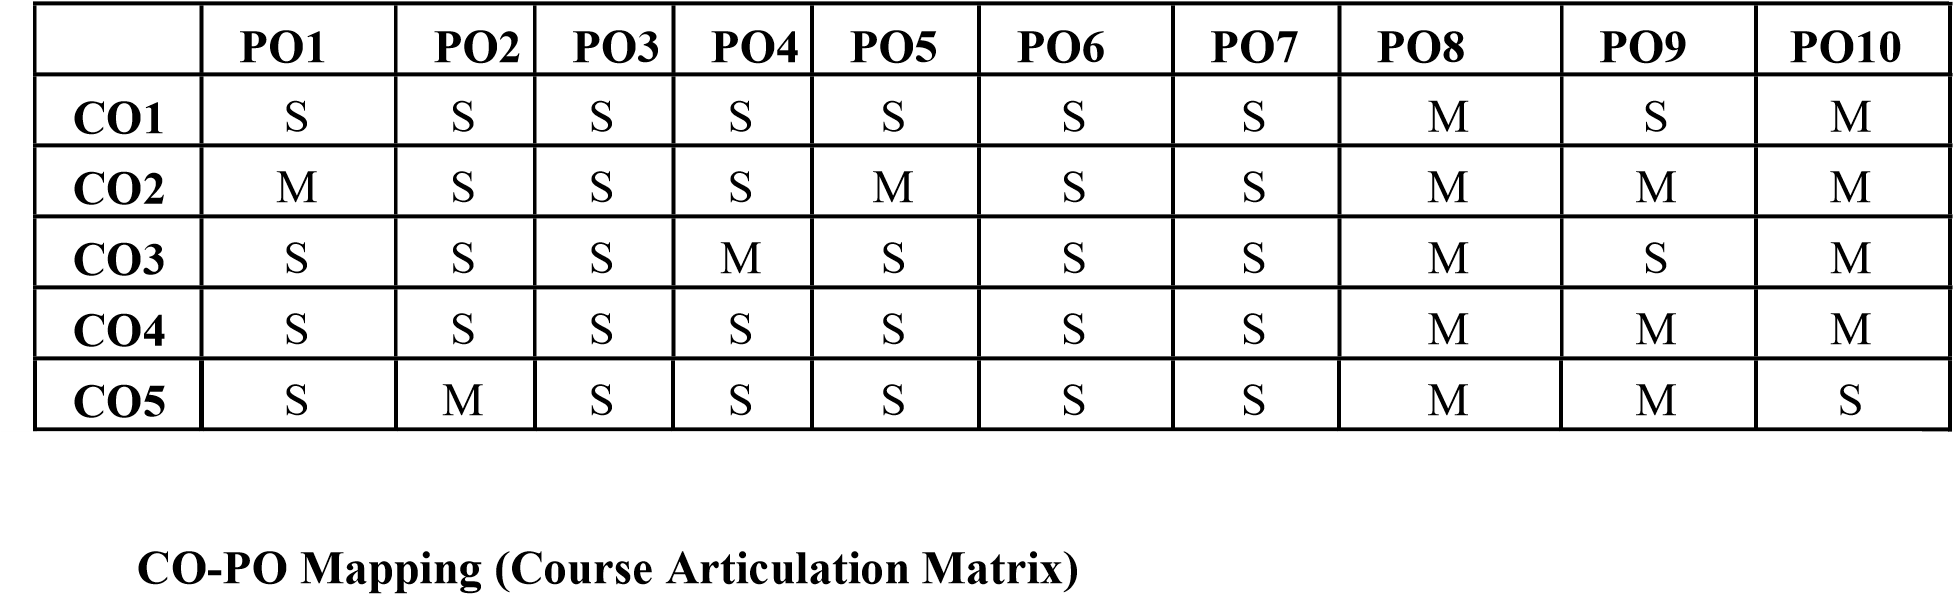 PO1 PO2 PO3 PO4 PO5 PO6 PO7 PO8 PO9 PO10
CO1 S S S S S S S M S M
CO2 M S S S M S S M M M
CO3 S S S M S S S M S M
CO4 S S S S S S S M M M
CO5 S M S S S S S M M S
CO-PO Mapping (Course Articulation Matrix)